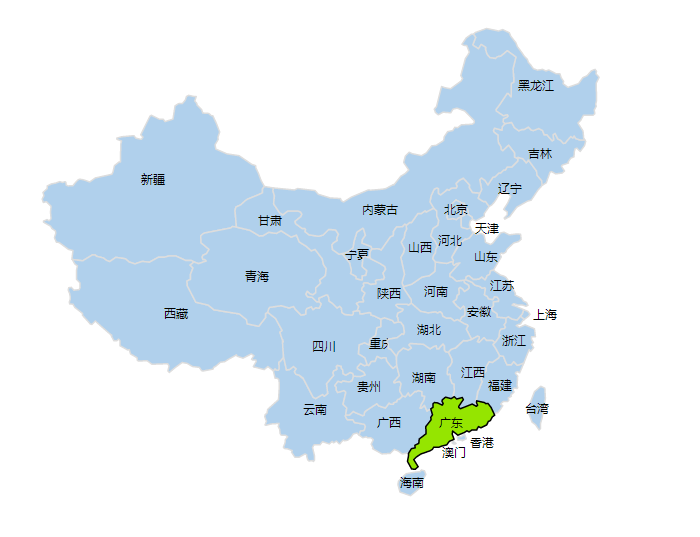 黑龙江
吉林
新疆
辽宁
内蒙古
北京
甘肃
天津
河北
山西
宁夏
山东
青海
江苏
陕西
河南
西藏
安徽
上海
湖北
浙江
四川
重庆
江西
湖南
福建
贵州
云南
台湾
广西
广东
香港
澳门
海南